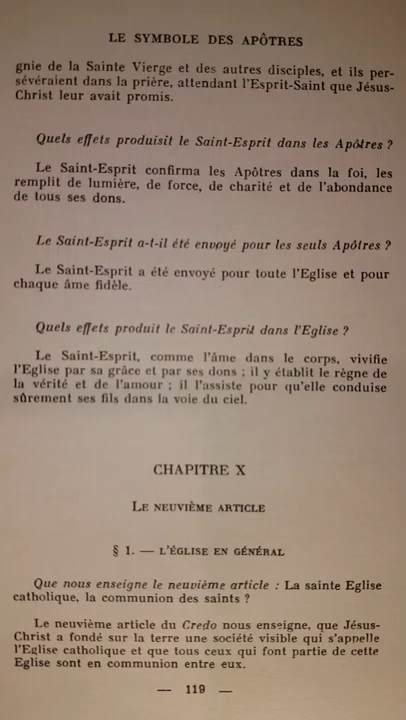 LE SYMBOLE DES APÔTRES
gnie de la Sainte Vierge et des autres disciples, et ils per-
sévéraient dans la prière, attendant l'Esprit-Saint que Jésus-
Christ leur avait promis.
Quels effets produisit le Saint-Esprit dans les Apôtres ?
Le Saint-Esprit confirma les Apôtres dans la foi, les
remplit de lumière, de force, de charité et de l'abondance
de tous ses dons.
Le Saint-Esprit a-t-il été envoyé pour les seuls Apôtres ?
Le Saint-Esprit a été envoyé pour toute l'Eglise et pour
chaque âme fidèle.
Quels effets produit le Saint-Esprit dans l'Eglise ?
Le Saint-Esprit, comme l'âme dans le corps, vivifie
l'Eglise par sa grâce et par ses dons ; il y établit le règne de
la vérité et de l'amour ; il l'assiste pour qu'elle conduise
sûrement ses fils dans la voie du ciel.
CHAPITRE X
LE NEUVIÈME ARTICLE
§ 1. — L'ÉGLISE EN GÉNÉRAL
Que nous enseigne le neuvième article : La sainte Eglise
catholique, la communion des saints ?
Le neuvième article du Credo nous enseigne, que Jésus-
Christ a fondé sur la terre une société visible qui s'appelle
l'Eglise catholique et que tous ceux qui font partie de cette
Eglise sont en communion entre eux.
— 119 —